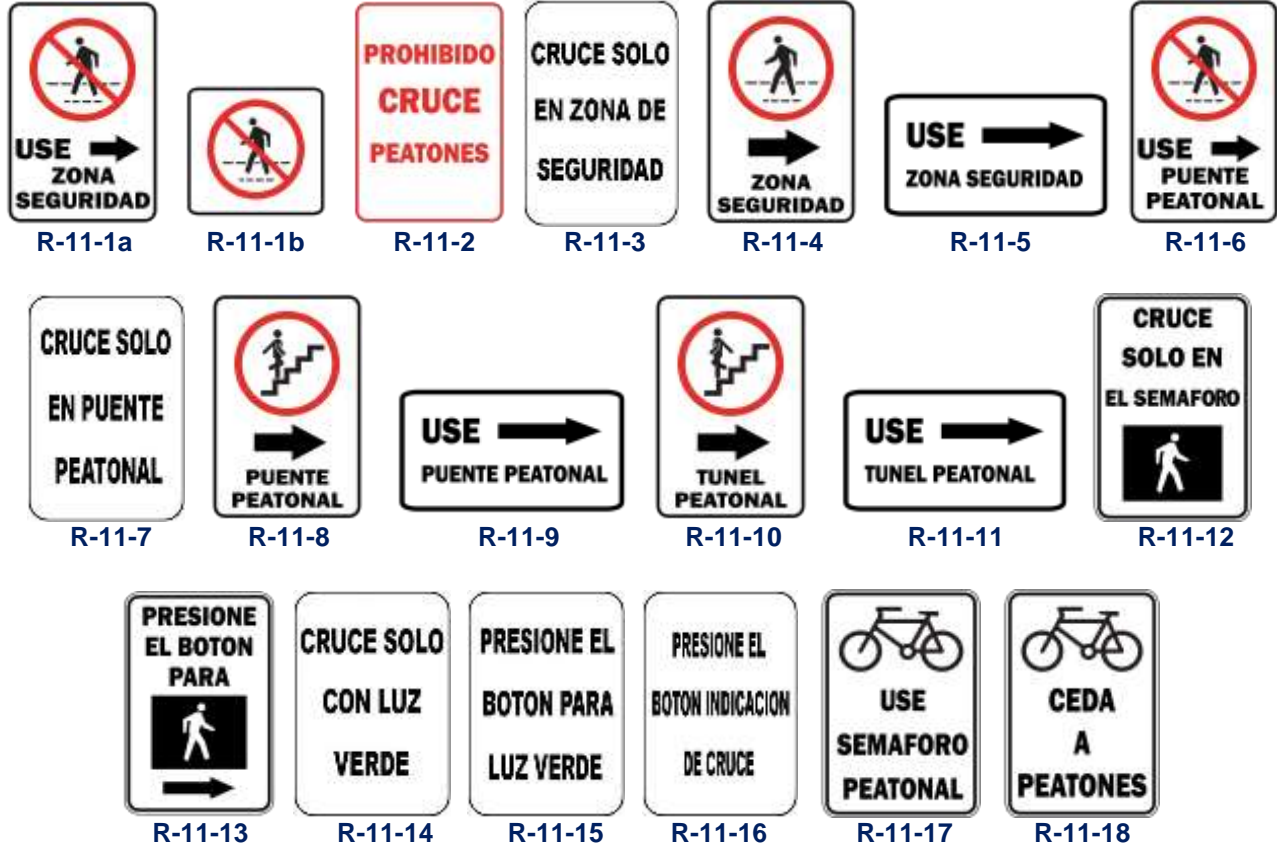 USE
ZONA
SEGURIDAD
R-11-1a
R-11-1b
PROHIBIDO
CRUCE
PEATONES
R-11-2
CRUCE SOLO
EN ZONA DE
SEGURIDAD
R-11-3
ZONA
SEGURIDAD
R-11-4
USE
ZONA SEGURIDAD
R-11-5
USE
PUENTE
PEATONAL
R-11-6
CRUCE SOLO
EN PUENTE
PEATONAL
R-11-7
PUENTE
PEATONAL
R-11-8
USE
PUENTE PEATONAL
R-11-9
TUNEL
PEATONAL
R-11-10
USE
TUNEL PEATONAL
R-11-11
CRUCE
SOLO EN
EL SEMAFORO
R-11-12
PRESIONE
EL BOTON
PARA
R-11-13
CRUCE SOLO
CON LUZ
VERDE
R-11-14
PRESIONE EL
BOTON PARA
LUZ VERDE
R-11-15
PRESIONE EL
BOTON INDICACION
DE CRUCE
R-11-16
USE
SEMAFORO
PEATONAL
R-11-17
CEDA
A
PEATONES
R-11-18